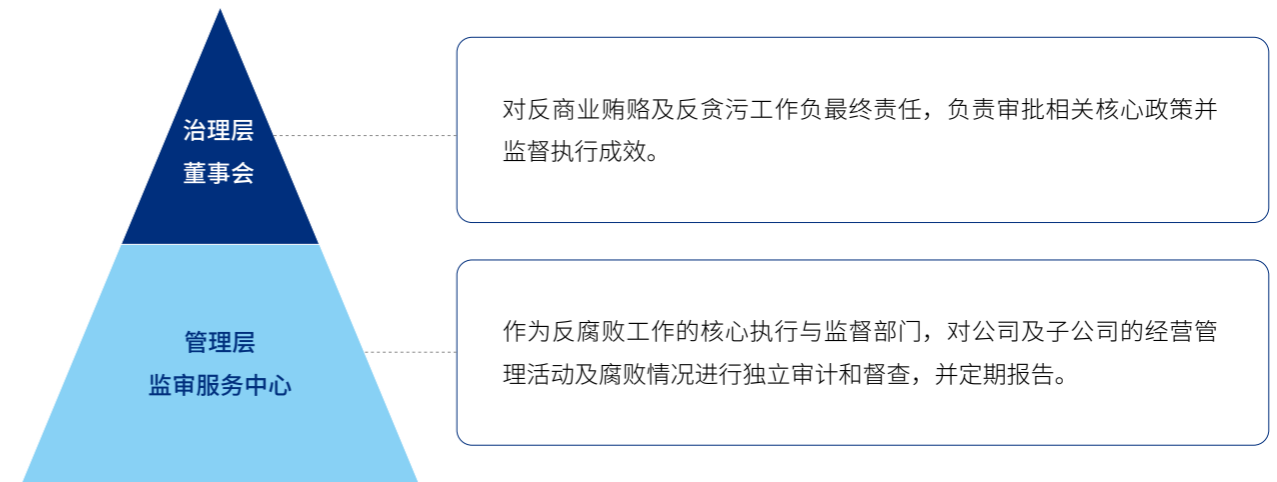 治理层
董事会
对反商业贿赂及反贪污工作负最终责任，负责审批相关核心政策并
监督执行成效。
管理层
监审服务中心
作为反腐败工作的核心执行与监督部门，对公司及子公司的经营管
理活动及腐败情况进行独立审计和督查，并定期报告。